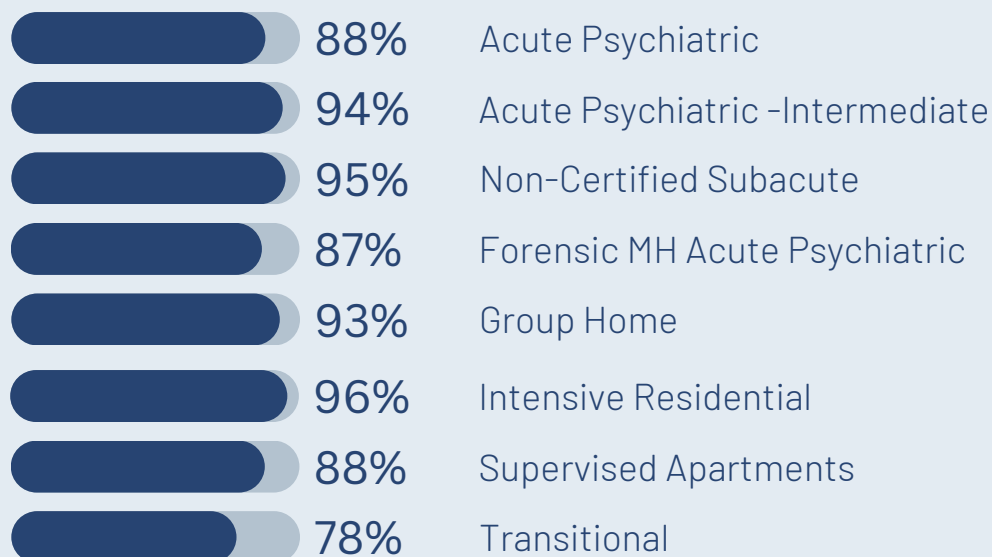 88% Acute Psychiatric
94% Acute Psychiatric -Intermediate
95% Non-Certified Subacute
87% Forensic MH Acute Psychiatric
93% Group Home
96% Intensive Residential
88% Supervised Apartments
78% Transitional